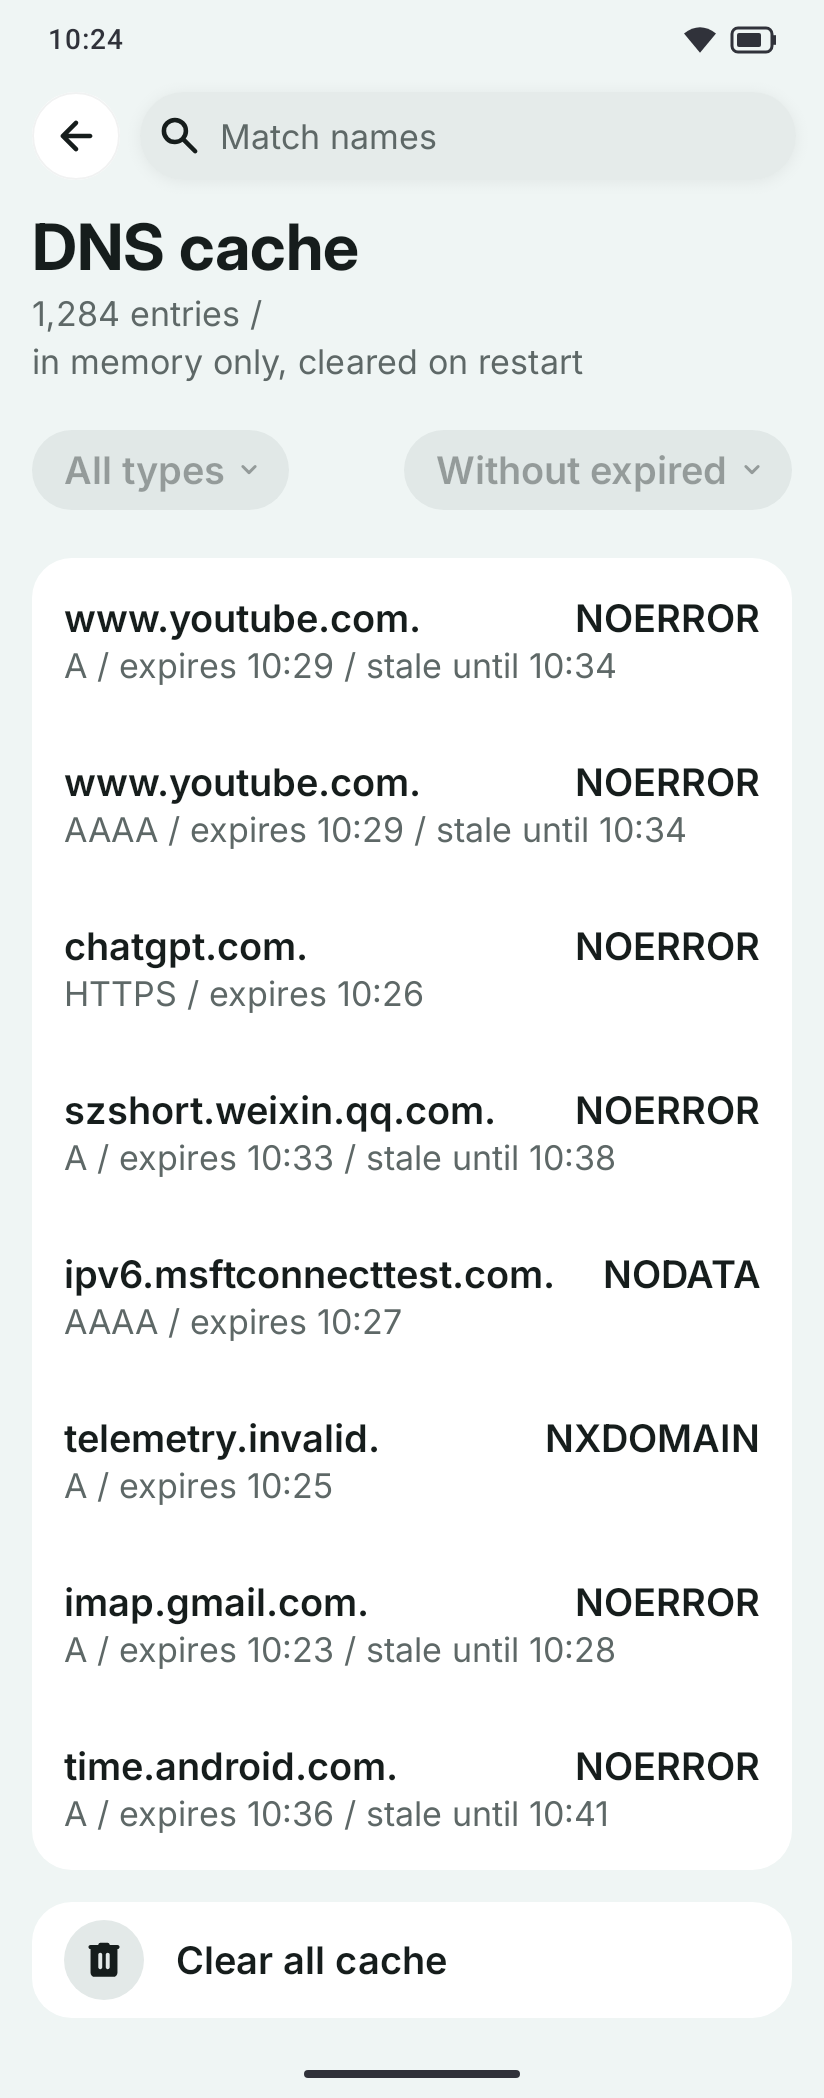 10:24
Match names
DNS cache
1,284 entries /
in memory only, cleared on restart
All types
Without expired
www.youtube.com. NOERROR
A / expires 10:29 / stale until 10:34
www.youtube.com. NOERROR
AAAA / expires 10:29 / stale until 10:34
chatgpt.com. NOERROR
HTTPS / expires 10:26
szshort.weixin.qq.com. NOERROR
A / expires 10:33 / stale until 10:38
ipv6.msftconnecttest.com. NODATA
AAAA / expires 10:27
telemetry.invalid. NXDOMAIN
A / expires 10:25
imap.gmail.com. NOERROR
A / expires 10:23 / stale until 10:28
time.android.com. NOERROR
A / expires 10:36 / stale until 10:41
Clear all cache